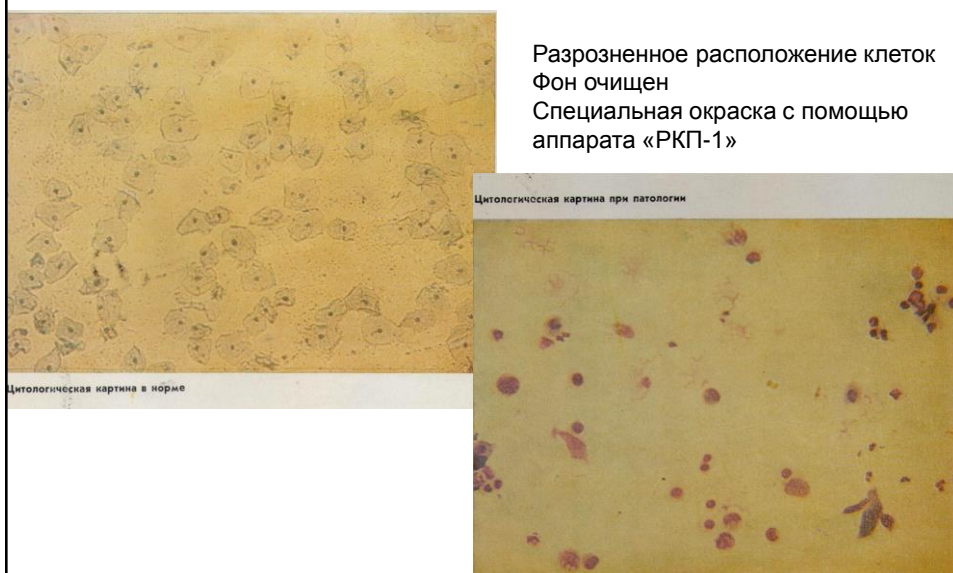 Разрозненное расположение клеток
Фон очищен
Специальная окраска с помощью
аппарата «РКП-1»
Цитологическая картина при патологии
Цитологическая картина в норме